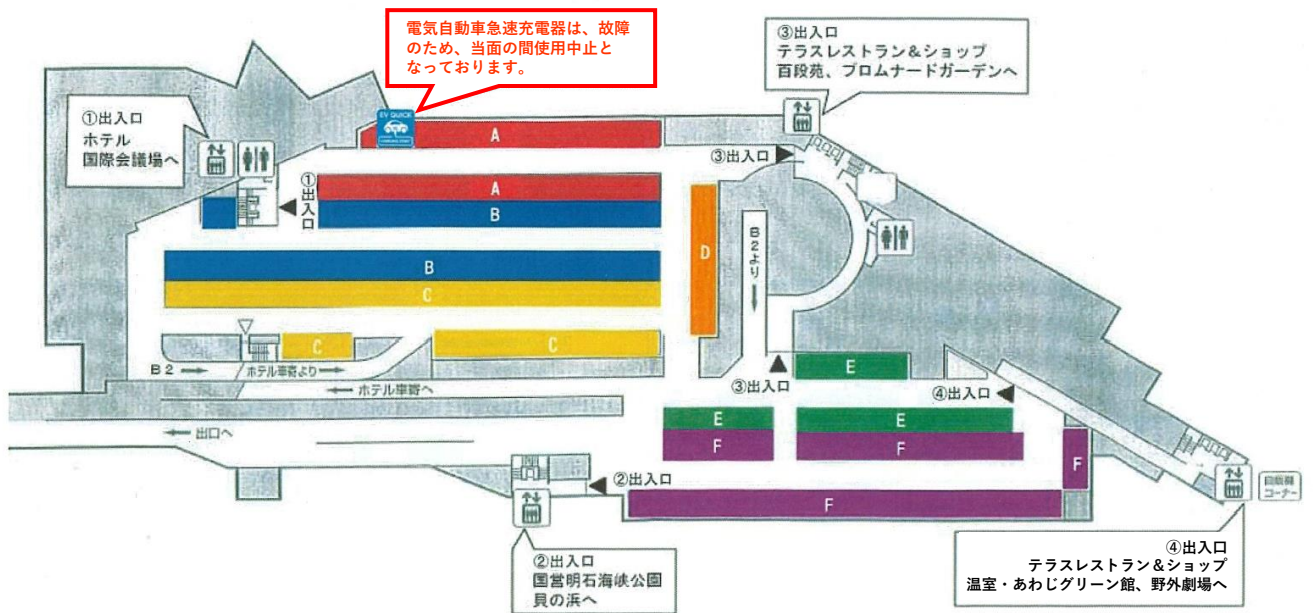 電気自動車急速充電器は、故障
のため、当面の間使用中止と
なっております。
③出入口
テラスレストラン＆ショップ
百段苑、プロムナードガーデンへ
①出入口
ホテル
国際会議場へ
EV QUICK
A
③出入口
A
①出入口
B
B2より
D
B
C
C
C
B2
ホテル車寄より
ホテル車寄へ
③出入口
E
④出入口
出口へ
E
E
F
F
F
②出入口
F
自販機
コーナー
②出入口
国営明石海峡公園
貝の浜へ
④出入口
テラスレストラン＆ショップ
温室・あわじグリーン館、野外劇場へ